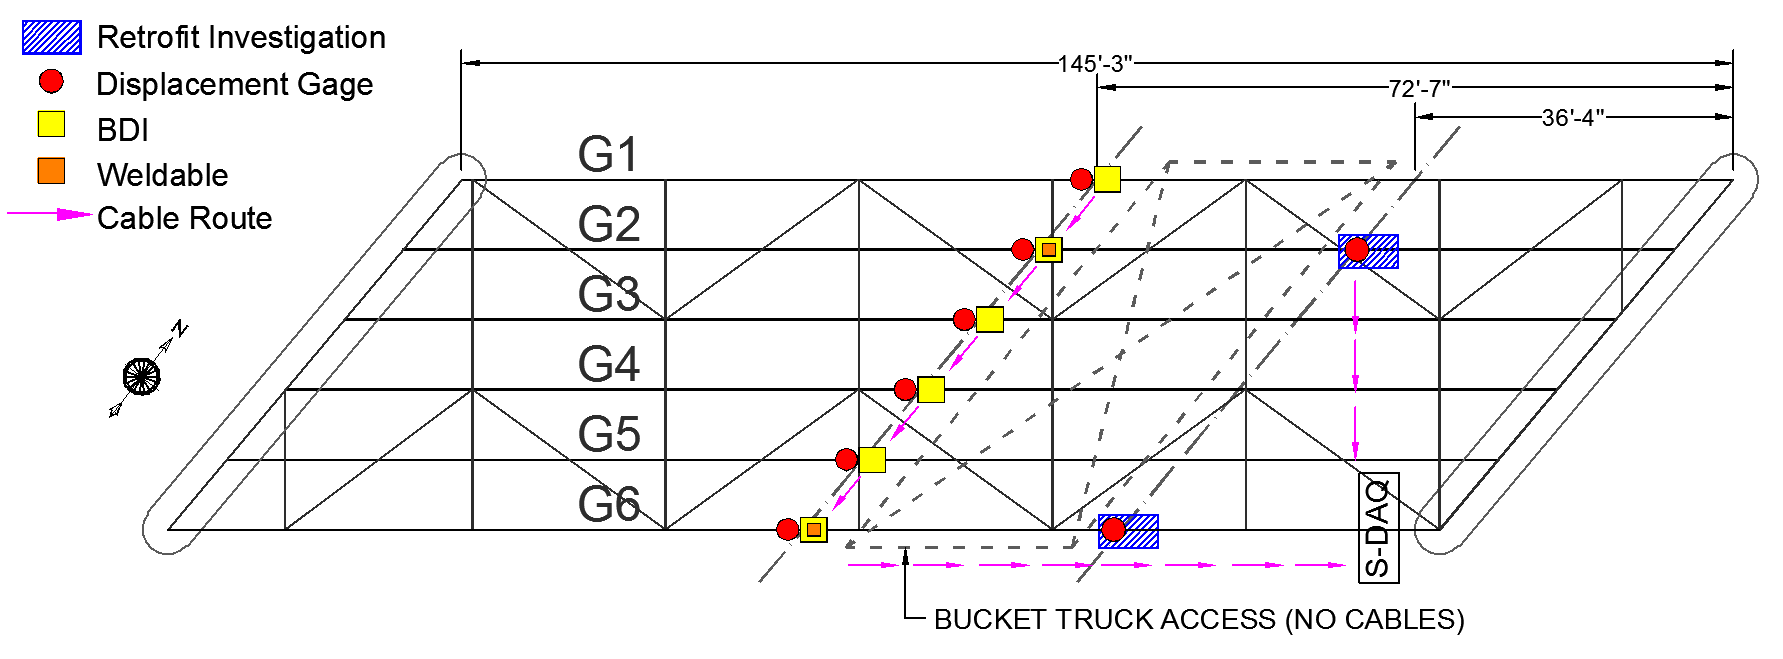 Retrofit Investigation
Displacement Gage
BDI
Weldable
Cable Route
145'-3"
72'-7"
36'-4"
G1
G2
G3
G4
G5
G6
N
S-DAQ
BUCKET TRUCK ACCESS (NO CABLES)